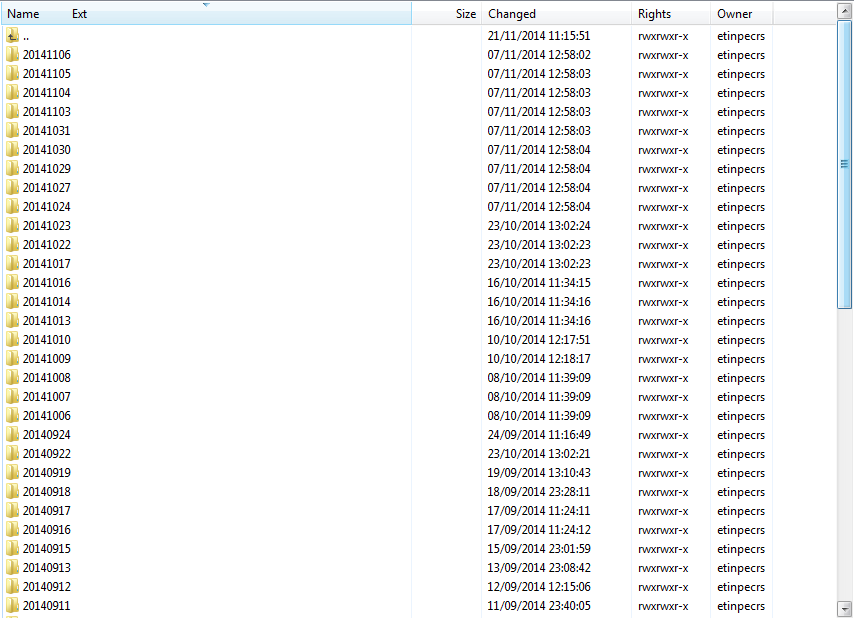 Name Ext Size Changed Rights Owner
.. 21/11/2014 11:15:51 rwxrwxr-x etinpecrs
20141106 07/11/2014 12:58:02 rwxrwxr-x etinpecrs
20141105 07/11/2014 12:58:03 rwxrwxr-x etinpecrs
20141104 07/11/2014 12:58:03 rwxrwxr-x etinpecrs
20141103 07/11/2014 12:58:03 rwxrwxr-x etinpecrs
20141031 07/11/2014 12:58:03 rwxrwxr-x etinpecrs
20141030 07/11/2014 12:58:04 rwxrwxr-x etinpecrs
20141029 07/11/2014 12:58:04 rwxrwxr-x etinpecrs
20141027 07/11/2014 12:58:04 rwxrwxr-x etinpecrs
20141024 07/11/2014 12:58:04 rwxrwxr-x etinpecrs
20141023 23/10/2014 13:02:24 rwxrwxr-x etinpecrs
20141022 23/10/2014 13:02:23 rwxrwxr-x etinpecrs
20141017 23/10/2014 13:02:23 rwxrwxr-x etinpecrs
20141016 16/10/2014 11:34:15 rwxrwxr-x etinpecrs
20141014 16/10/2014 11:34:16 rwxrwxr-x etinpecrs
20141013 16/10/2014 11:34:16 rwxrwxr-x etinpecrs
20141010 10/10/2014 12:17:51 rwxrwxr-x etinpecrs
20141009 10/10/2014 12:18:17 rwxrwxr-x etinpecrs
20141008 08/10/2014 11:39:09 rwxrwxr-x etinpecrs
20141007 08/10/2014 11:39:09 rwxrwxr-x etinpecrs
20141006 08/10/2014 11:39:09 rwxrwxr-x etinpecrs
20140924 24/09/2014 11:16:49 rwxrwxr-x etinpecrs
20140922 23/10/2014 13:02:21 rwxrwxr-x etinpecrs
20140919 19/09/2014 13:10:43 rwxrwxr-x etinpecrs
20140918 18/09/2014 23:28:11 rwxrwxr-x etinpecrs
20140917 17/09/2014 11:24:11 rwxrwxr-x etinpecrs
20140916 17/09/2014 11:24:12 rwxrwxr-x etinpecrs
20140915 15/09/2014 23:01:59 rwxrwxr-x etinpecrs
20140913 13/09/2014 23:08:42 rwxrwxr-x etinpecrs
20140912 12/09/2014 12:15:06 rwxrwxr-x etinpecrs
20140911 11/09/2014 23:40:05 rwxrwxr-x etinpecrs